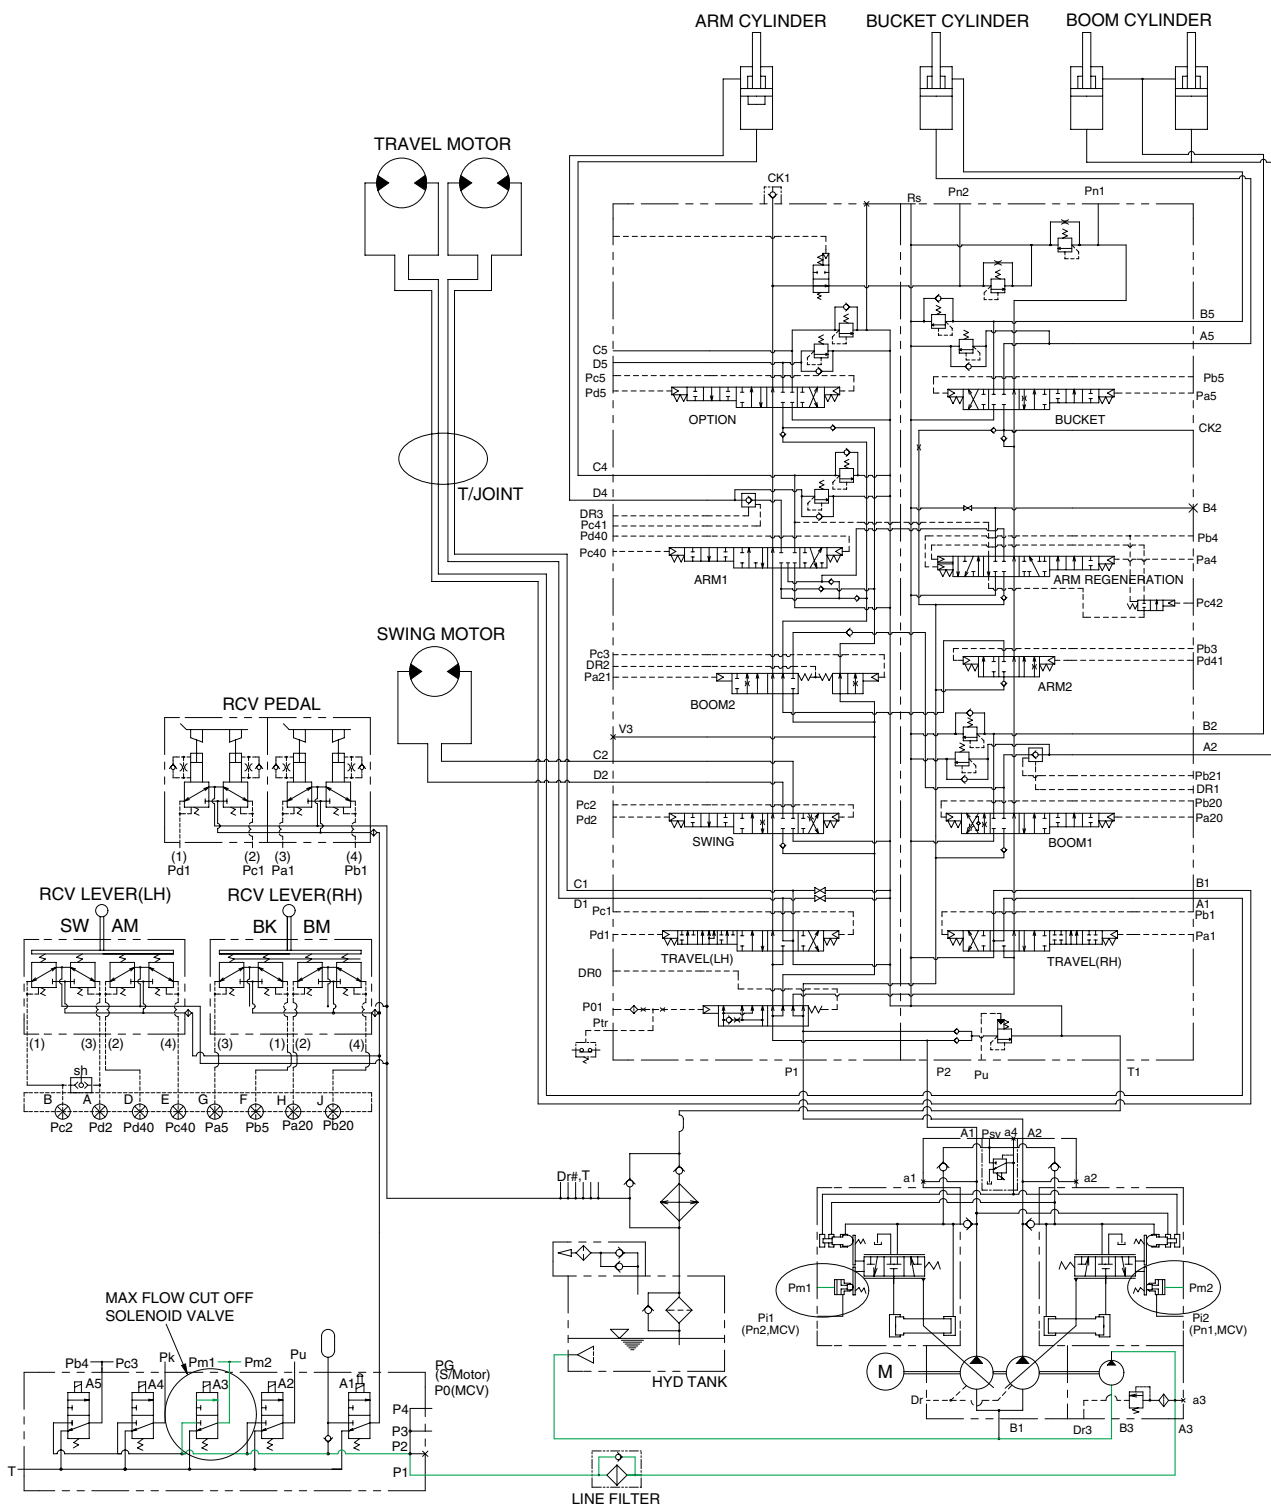 ARM CYLINDER
BUCKET CYLINDER
BOOM CYLINDER
TRAVEL MOTOR
CK1
Rs
Pn2
Pn1
B5
A5
C5
D5
Pc5
Pd5
Pb5
Pa5
OPTION
BUCKET
CK2
T/JOINT
C4
D4
DR3
Pc41
Pd40
Pc40
B4
Pb4
Pa4
ARM1
ARM REGENERATION
Pc42
SWING MOTOR
Pc3
DR2
Pa21
Pb3
Pd41
BOOM2
ARM2
RCV PEDAL
V3
C2
D2
B2
A2
Pb21
DR1
Pc2
Pd2
Pb20
Pa20
SWING
BOOM1
(1)
(2)
(3)
(4)
Pd1
Pc1
Pa1
Pb1
RCV LEVER(LH)
RCV LEVER(RH)
SW
AM
BK
BM
C1
D1
Pc1
Pd1
B1
A1
Pb1
Pa1
TRAVEL(LH)
TRAVEL(RH)
DR0
P01
Ptr
(1)
(3)
(2)
(4)
(3)
(1)
(2)
(4)
P1
P2
Pu
T1
sh
B
A
D
E
G
F
H
J
Pc2
Pd2
Pd40
Pc40
Pa5
Pb5
Pa20
Pb20
A1
Psv
a4
A2
a1
a2
Dr#,T
Pm1
Pm2
Pi1
(Pn2,MCV)
Pi2
(Pn1,MCV)
MAX FLOW CUT OFF
SOLENOID VALVE
HYD TANK
M
Dr
B1
Dr3
B3
A3
a3
Pb4
Pc3
Pk
Pm1
Pm2
Pu
A5
A4
A3
A2
A1
PG
(S/Motor)
P0(MCV)
P4
P3
P2
P1
T
LINE FILTER